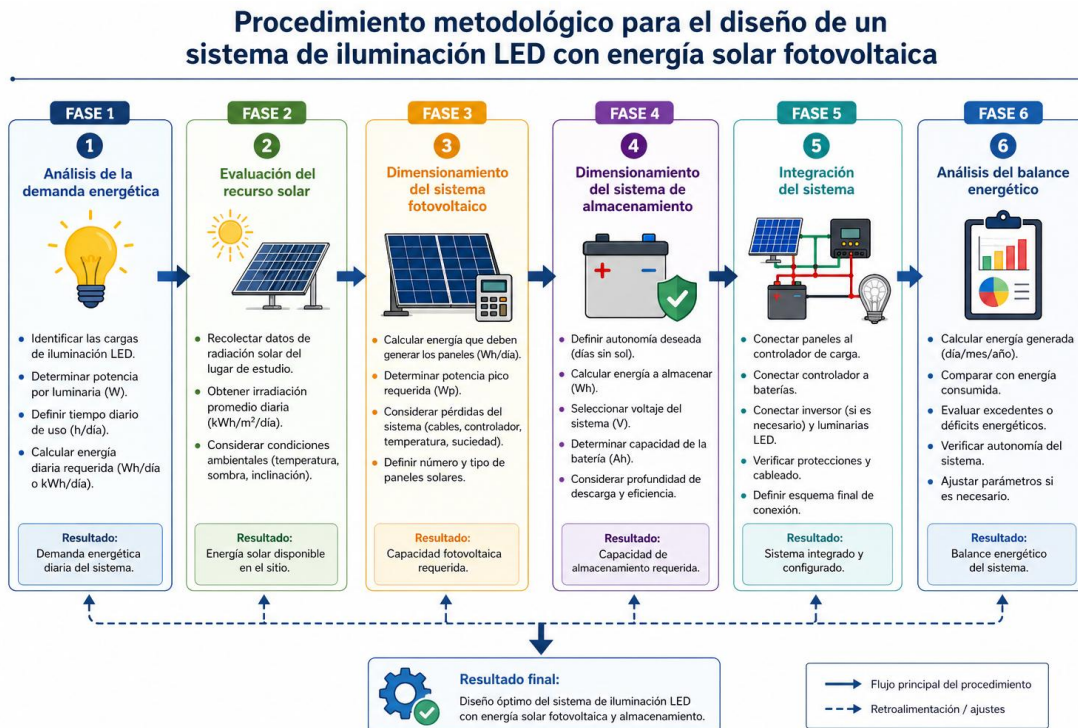 Procedimiento metodológico para el diseño de un
sistema de iluminación LED con energía solar fotovoltaica
FASE 1
1
Análisis de la
demanda energética
• Identificar las cargas
de iluminación LED.
• Determinar potencia
por luminaria (W).
• Definir tiempo diario
de uso (h/día).
• Calcular energía
diaria requerida (Wh/día
o kWh/día).
Resultado:
Demanda energética
diaria del sistema.
FASE 2
2
Evaluación del
recurso solar
• Recolectar datos de
radiación solar del
lugar de estudio.
• Obtener irradiación
promedio diaria
(kWh/m²/día).
• Considerar condiciones
ambientales (temperatura,
sombra, inclinación).
Resultado:
Energía solar disponible
en el sitio.
FASE 3
3
Dimensionamiento
del sistema
fotovoltaico
• Calcular energía que deben
generar los paneles (Wh/día).
• Determinar potencia pico
requerida (Wp).
• Considerar pérdidas del
sistema (cables, controlador,
temperatura, suciedad).
• Definir número y tipo de
paneles solares.
Resultado:
Capacidad fotovoltaica
requerida.
FASE 4
4
Dimensionamiento
del sistema de
almacenamiento
+ −
• Definir autonomía deseada
(días sin sol).
• Calcular energía a almacenar
(Wh).
• Seleccionar voltaje del
sistema (V).
• Determinar capacidad de la
batería (Ah).
• Considerar profundidad de
descarga y eficiencia.
Resultado:
Capacidad de
almacenamiento requerida.
FASE 5
5
Integración
del sistema
+ −
• Conectar paneles al
controlador de carga.
• Conectar controlador a
baterías.
• Conectar inversor (si es
necesario) y luminarias
LED.
• Verificar protecciones y
cableado.
• Definir esquema final de
conexión.
Resultado:
Sistema integrado y
configurado.
FASE 6
6
Análisis del balance
energético
• Calcular energía generada
(día/mes/año).
• Comparar con energía
consumida.
• Evaluar excedentes o
déficits energéticos.
• Verificar autonomía del
sistema.
• Ajustar parámetros si
es necesario.
Resultado:
Balance energético
del sistema.
Resultado final:
Diseño óptimo del sistema de iluminación LED
con energía solar fotovoltaica y almacenamiento.
Flujo principal del procedimiento
Retroalimentación / ajustes